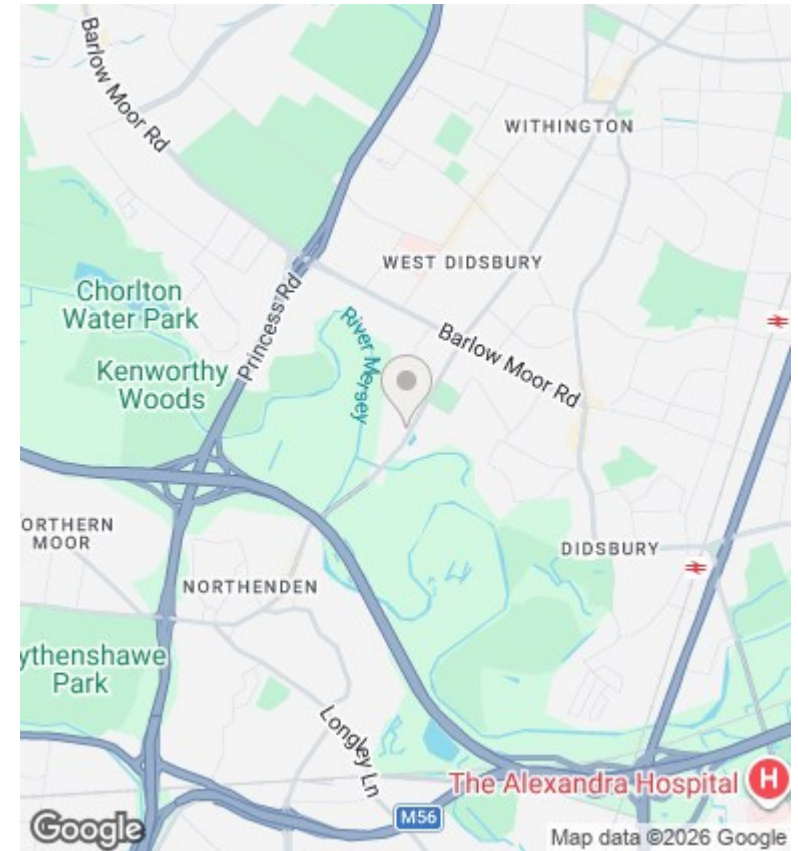 Barlow Moor Rd
WITHINGTON
WEST DIDSBURY
Chorlton
Water Park
Princess Rd
River Mersey
Barlow Moor Rd
Kenworthy
Woods
ORTHERN
MOOR
DIDSBURY
NORTHENDEN
ythenshawe
Park
Longley Ln
The Alexandra Hospital
H
M56
Google
Map data ©2026 Google